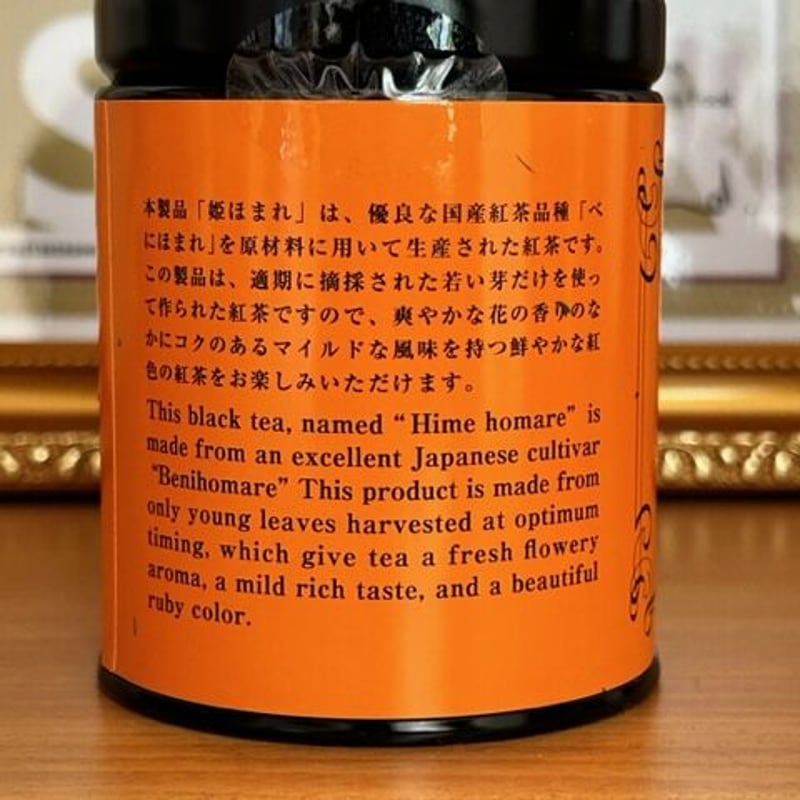 本製品「姫ほまれ」は、優良な国産紅茶品種「べ
にほまれ」を原材料に用いて生産された紅茶です。
この製品は、適期に摘採された若い芽だけを使っ
て作られた紅茶ですので、爽やかな花の香りのな
かにコクのあるマイルドな風味を持つ鮮やかな紅
色の紅茶をお楽しみいただけます。
This black tea, named “Hime homare” is
made from an excellent Japanese cultivar
“Benihomare” This product is made from
only young leaves harvested at optimum
timing, which give tea a fresh flowery
aroma, a mild rich taste, and a beautiful
ruby color.